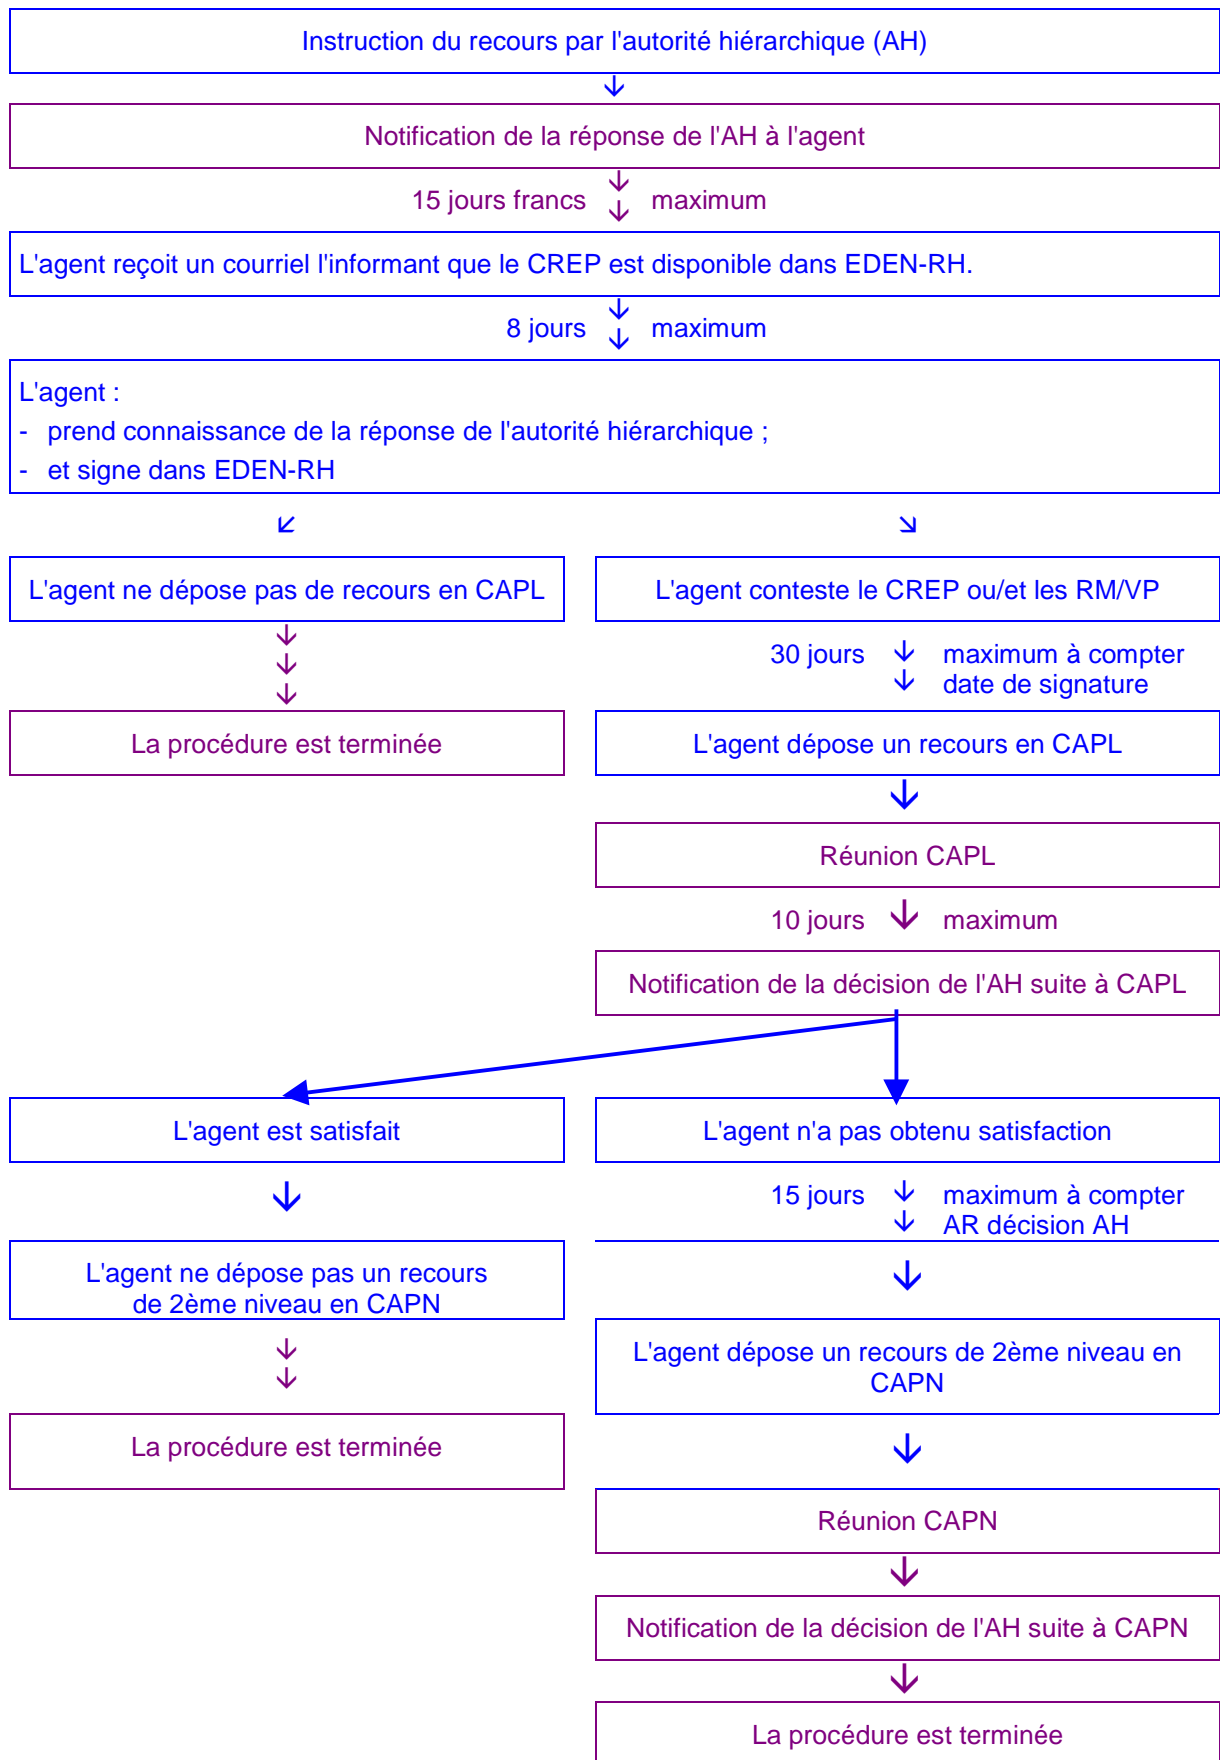 Instruction du recours par l'autorité hiérarchique (AH)
Notification de la réponse de l'AH à l'agent
15 jours francs maximum
L'agent reçoit un courriel l'informant que le CREP est disponible dans EDEN-RH.
8 jours maximum
L'agent :
- prend connaissance de la réponse de l'autorité hiérarchique ;
- et signe dans EDEN-RH
L'agent ne dépose pas de recours en CAPL
L'agent conteste le CREP ou/et les RM/VP
30 jours maximum à compter
date de signature
La procédure est terminée
L'agent dépose un recours en CAPL
Réunion CAPL
10 jours maximum
Notification de la décision de l'AH suite à CAPL
L'agent est satisfait
L'agent n'a pas obtenu satisfaction
15 jours maximum à compter
AR décision AH
L'agent ne dépose pas un recours
de 2ème niveau en CAPN
L'agent dépose un recours de 2ème niveau en
CAPN
La procédure est terminée
Réunion CAPN
Notification de la décision de l'AH suite à CAPN
La procédure est terminée